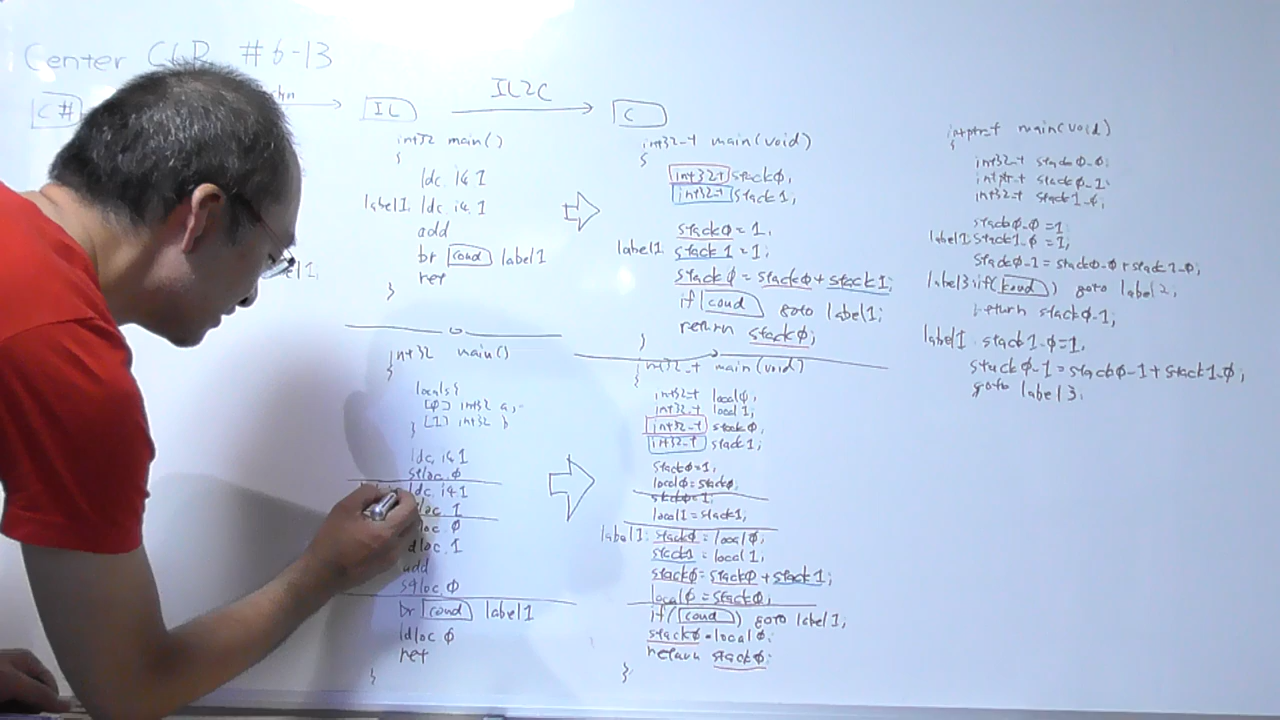 Center CLR #6-13
C#
IL
IL2C
C
int32 main()
{
ldc.i4.1
label1: ldc.i4.1
add
br [cond] label1
ret
}
int32_t main(void)
{
int32_t stack0;
int32_t stack1;
stack0 = 1;
label1: stack1 = 1;
stack0 = stack0 + stack1;
if (cond) goto label1;
return stack0;
}
intptr_t main(void)
{
int32_t stack0_0;
intptr_t stack0_1;
int32_t stack1_0;
stack0_0 = 1;
label1: stack1_0 = 1;
stack0_1 = stack0_0 + stack1_0;
label3: if (cond) goto label2;
return stack0_1;
label1: stack1_0 = 1;
stack0_1 = stack0_1 + stack1_0;
goto label3;
int32 main()
{
locals{
[0] int32 a,
[1] int32 b
}
ldc.i4.1
stloc.0
ldc.i4.1
loc.1
loc.0
dloc.1
add
stloc.0
br [cond] label1
ldloc 0
ret
}
int32_t main(void)
{
int32_t local0;
int32_t local1;
int32_t stack0;
int32_t stack1;
stack0=1;
local0=stack0;
stack0=1;
local1=stack1;
label1: stack0 = local0;
stack1 = local1;
stack0 = stack0 + stack1;
local0 = stack0;
if (cond) goto label1;
stack0 = local0;
return stack0;
}